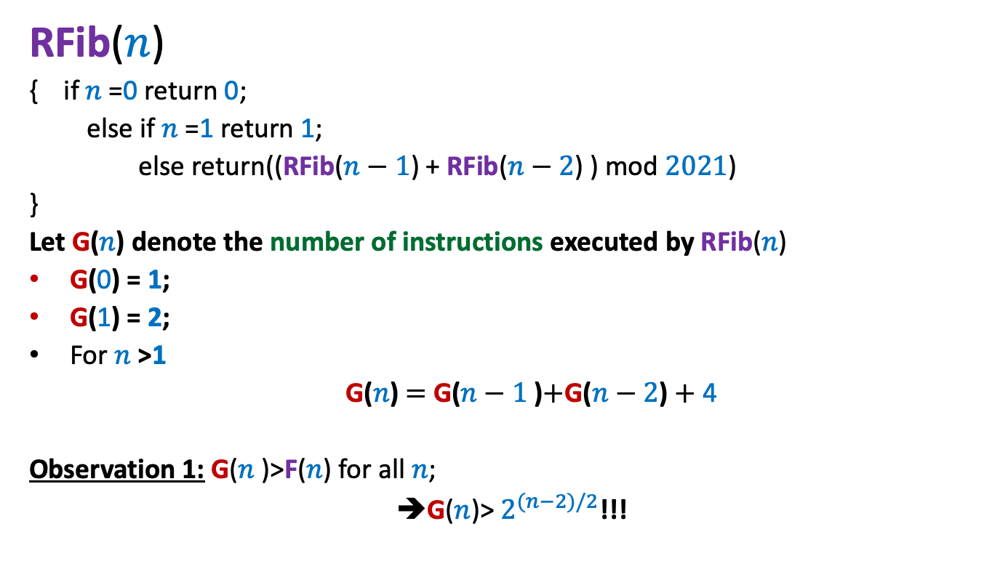 RFib(𝑛)
{ if 𝑛 =0 return 0;
else if 𝑛 =1 return 1;
else return((RFib(𝑛 − 1) + RFib(𝑛 − 2) ) mod 2021)
}
Let G(𝑛) denote the number of instructions executed by RFib(𝑛)
• G(0) = 1;
• G(1) = 2;
• For 𝑛 >1
G(𝑛) = G(𝑛 − 1 )+G(𝑛 − 2) + 4
Observation 1: G(𝑛 )>F(𝑛) for all 𝑛;
➔G(𝑛)> 2^(𝑛−2)/2 !!!